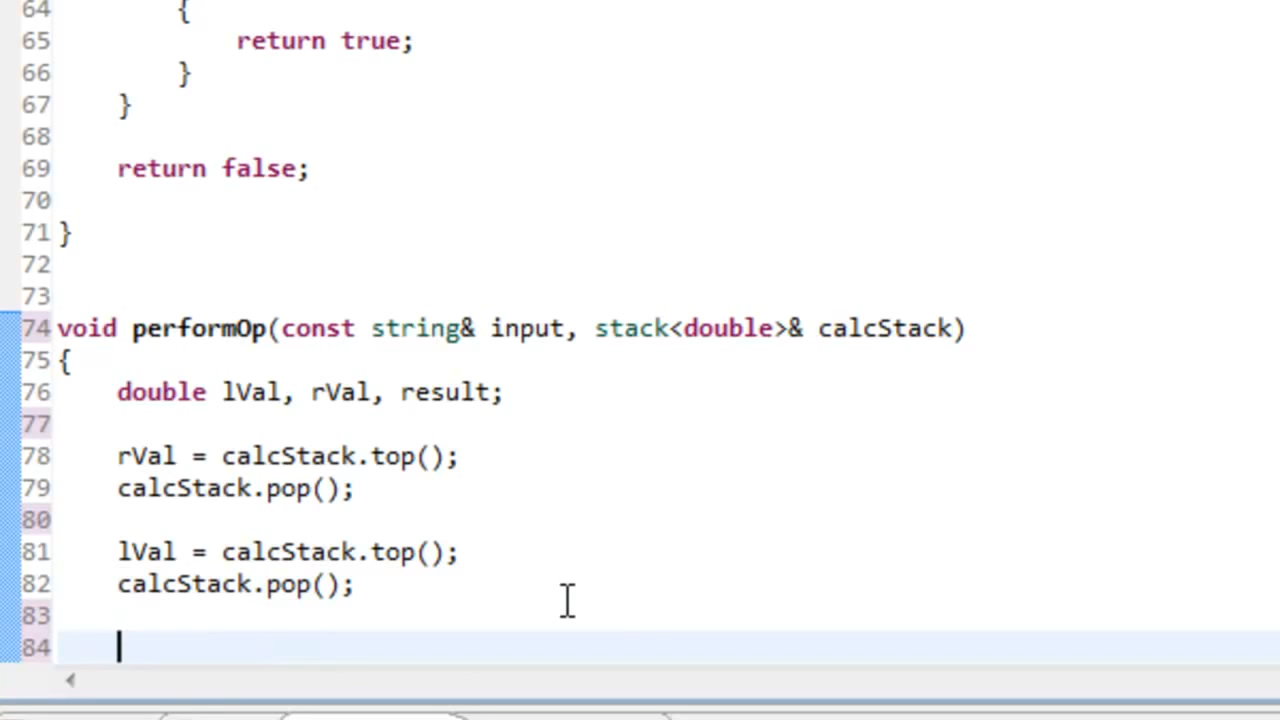 64 {
65 return true;
66 }
67 }
68
69 return false;
70
71 }
72
73
74 void performOp(const string& input, stack<double>& calcStack)
75 {
76 double lVal, rVal, result;
77
78 rVal = calcStack.top();
79 calcStack.pop();
80
81 lVal = calcStack.top();
82 calcStack.pop();
83
84